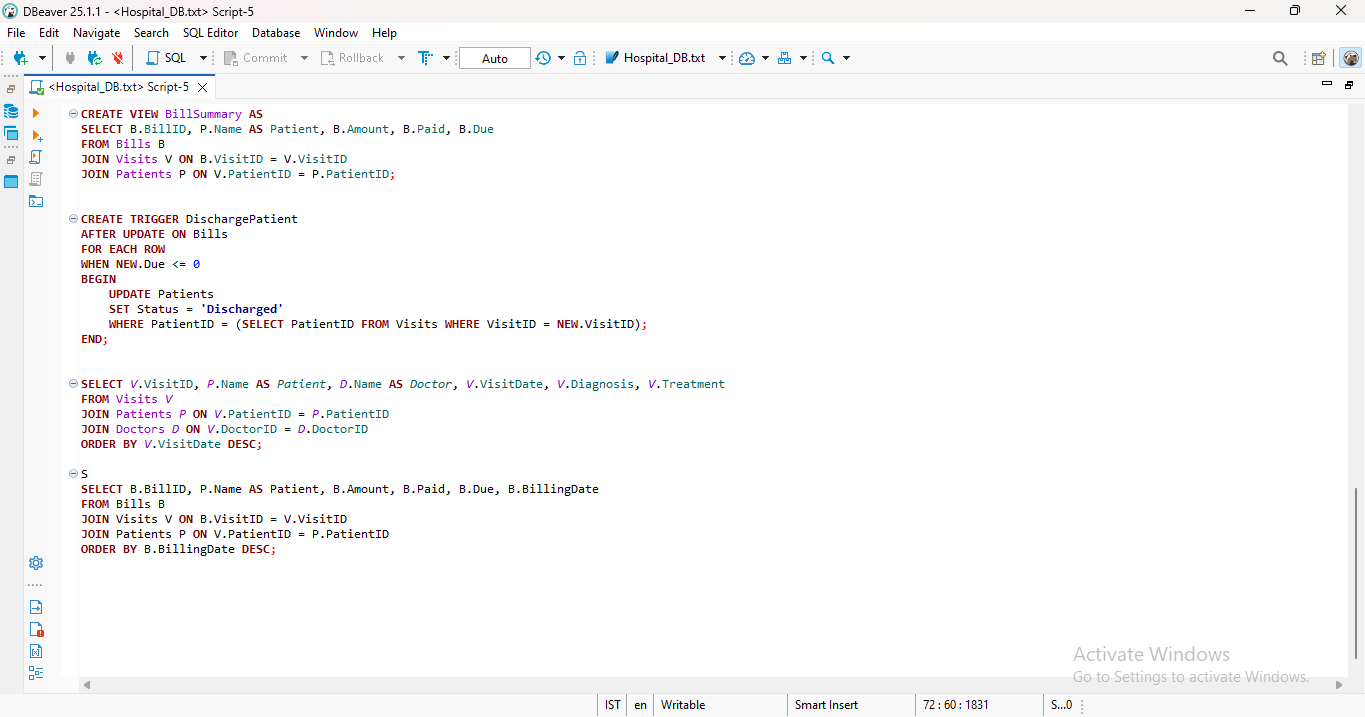 DBeaver 25.1.1 - <Hospital_DB.txt> Script-5
File Edit Navigate Search SQL Editor Database Window Help
SQL Commit Rollback Auto Hospital_DB.txt
<Hospital_DB.txt> Script-5
CREATE VIEW BillSummary AS
SELECT B.BillID, P.Name AS Patient, B.Amount, B.Paid, B.Due
FROM Bills B
JOIN Visits V ON B.VisitID = V.VisitID
JOIN Patients P ON V.PatientID = P.PatientID;
CREATE TRIGGER DischargePatient
AFTER UPDATE ON Bills
FOR EACH ROW
WHEN NEW.Due <= 0
BEGIN
UPDATE Patients
SET Status = 'Discharged'
WHERE PatientID = (SELECT PatientID FROM Visits WHERE VisitID = NEW.VisitID);
END;
SELECT V.VisitID, P.Name AS Patient, D.Name AS Doctor, V.VisitDate, V.Diagnosis, V.Treatment
FROM Visits V
JOIN Patients P ON V.PatientID = P.PatientID
JOIN Doctors D ON V.DoctorID = D.DoctorID
ORDER BY V.VisitDate DESC;
S
SELECT B.BillID, P.Name AS Patient, B.Amount, B.Paid, B.Due, B.BillingDate
FROM Bills B
JOIN Visits V ON B.VisitID = V.VisitID
JOIN Patients P ON V.PatientID = P.PatientID
ORDER BY B.BillingDate DESC;
Activate Windows
Go to Settings to activate Windows.
IST en Writable Smart Insert 72 : 60 : 1831 S...0